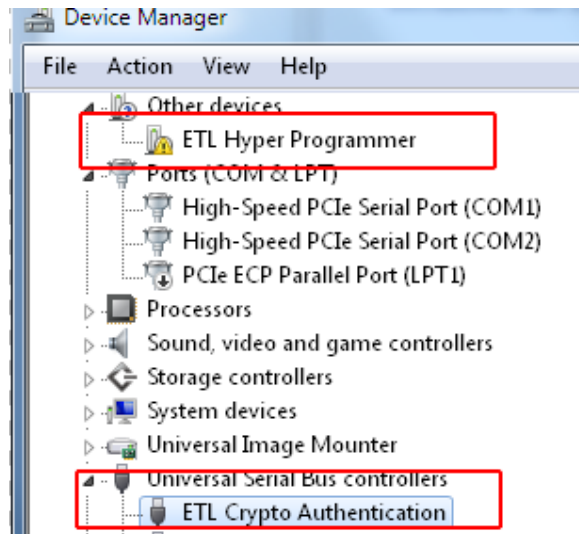 Device Manager
File Action View Help
Other devices
ETL Hyper Programmer
Ports (COM & LPT)
High-Speed PCIe Serial Port (COM1)
High-Speed PCIe Serial Port (COM2)
PCIe ECP Parallel Port (LPT1)
Processors
Sound, video and game controllers
Storage controllers
System devices
Universal Image Mounter
Universal Serial Bus controllers
ETL Crypto Authentication